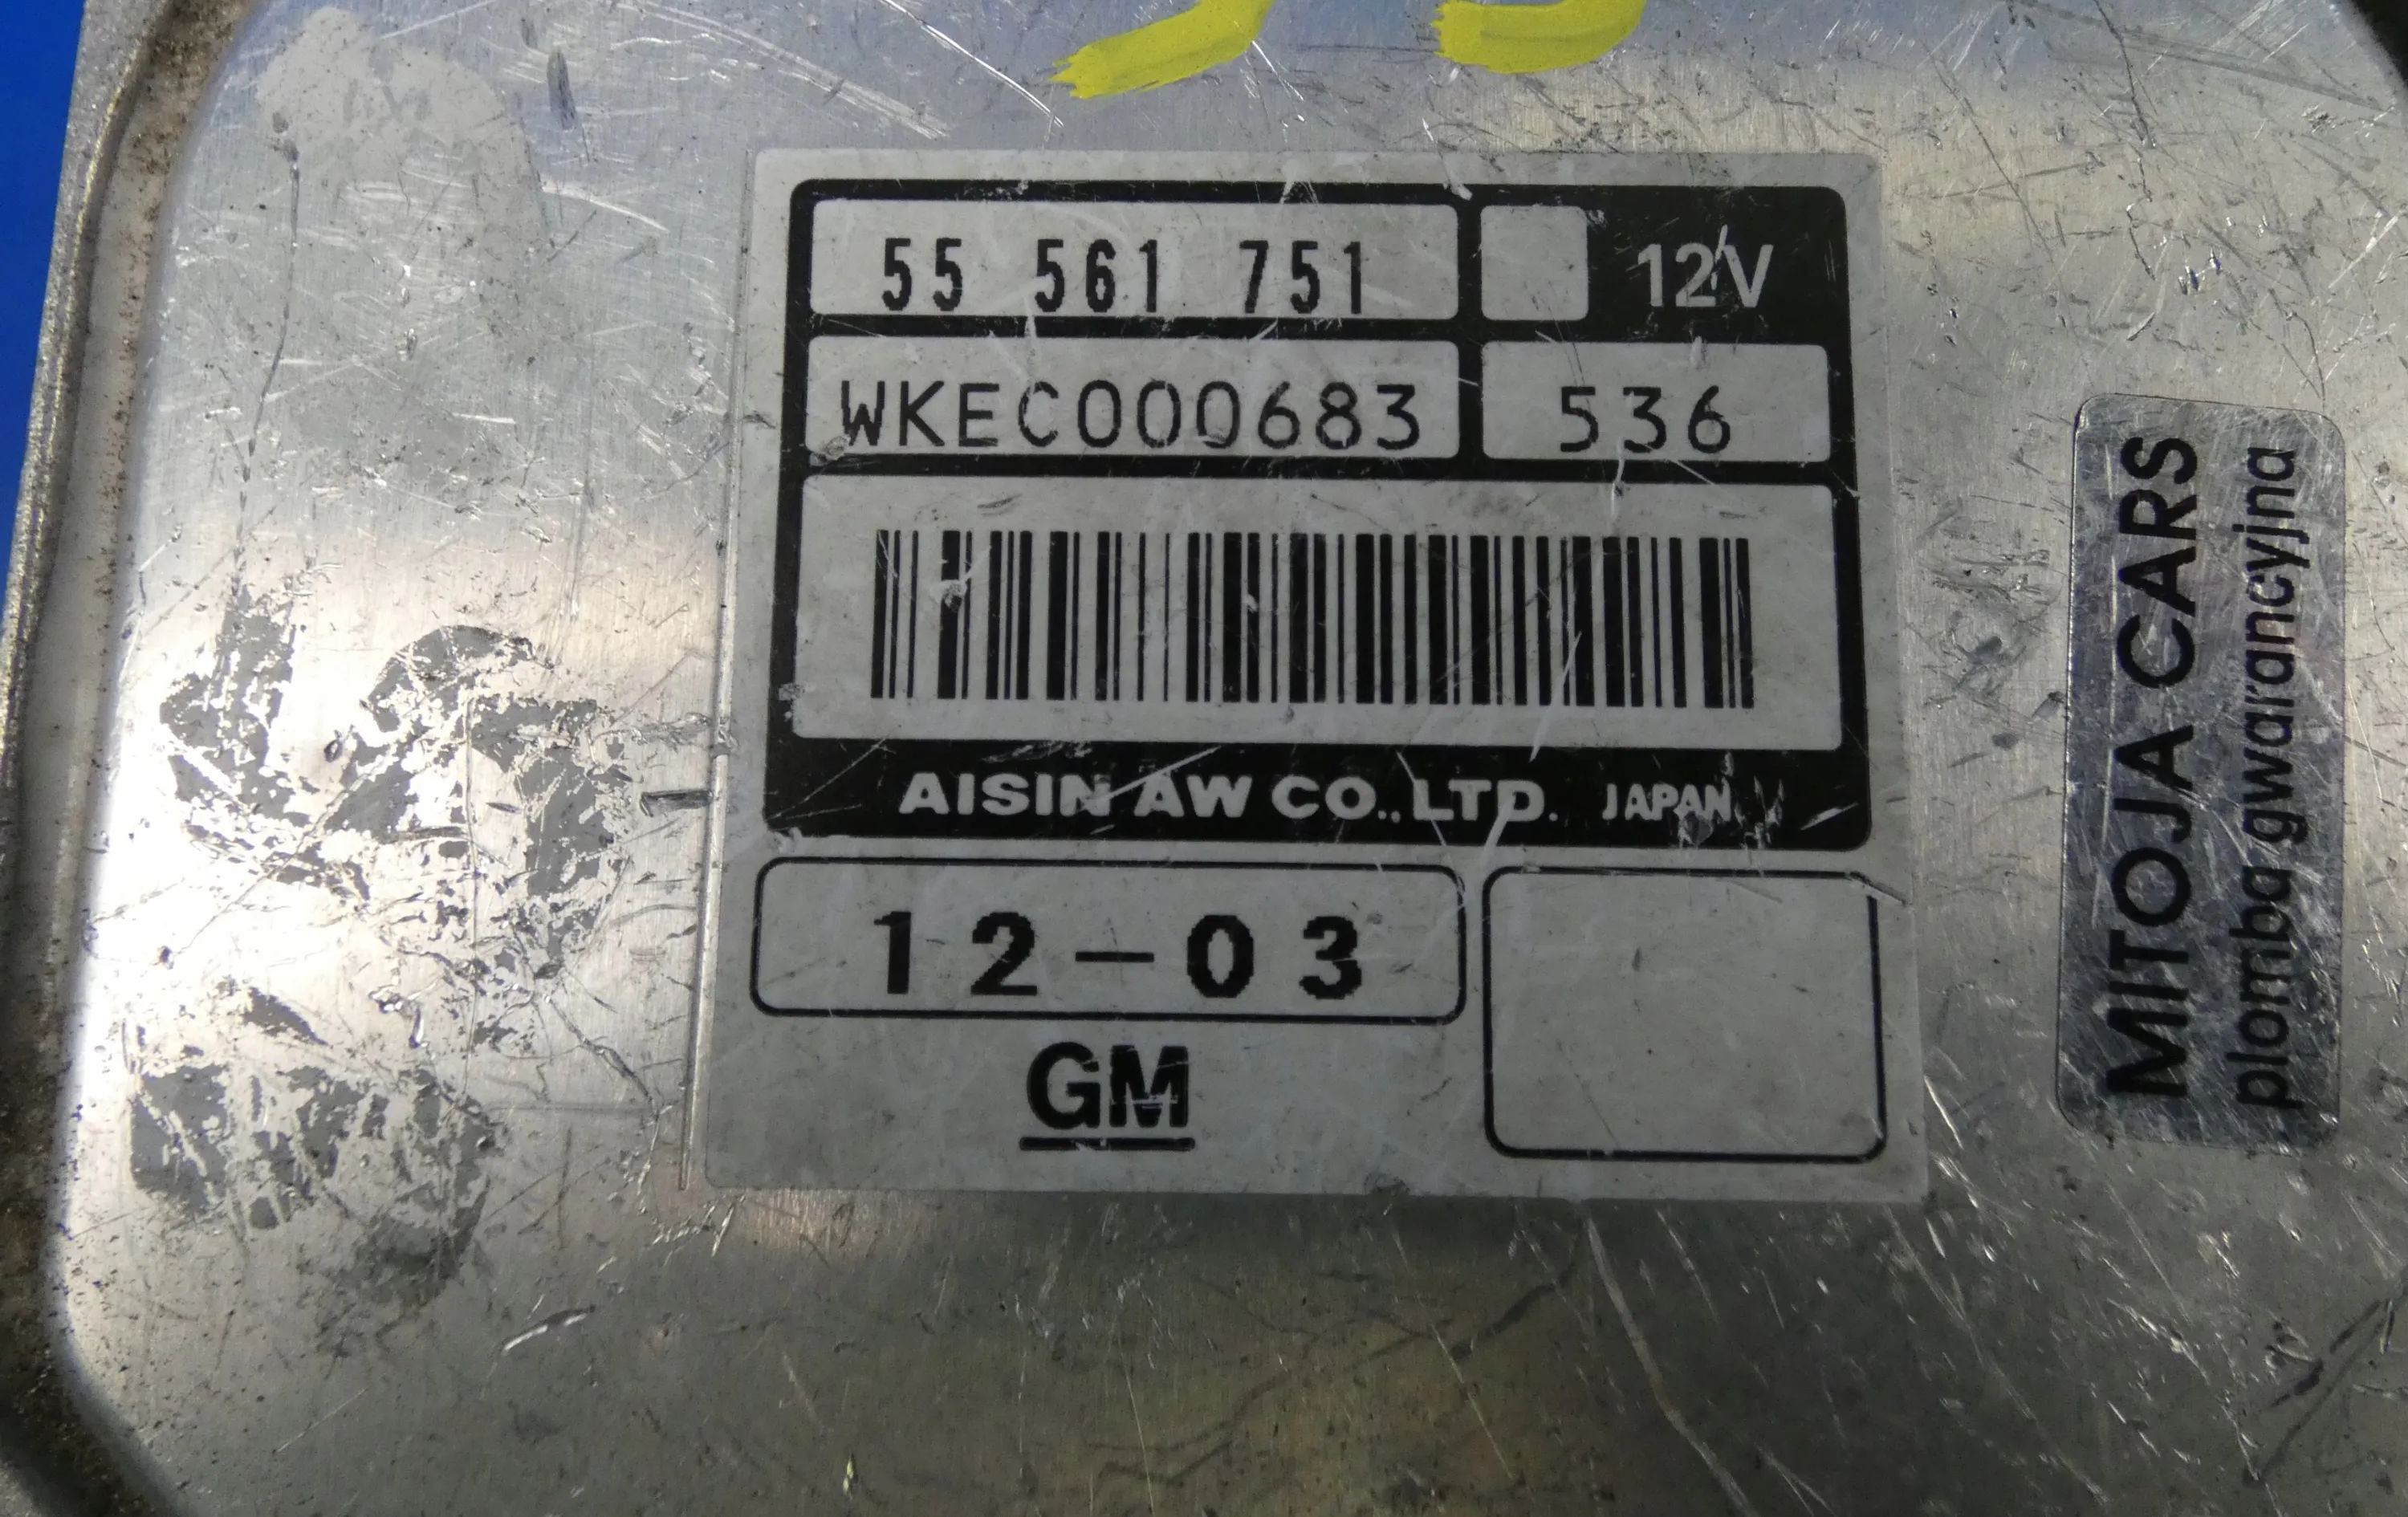 55 561 751
12V
WKEC000683
536
AISIN AW CO.,LTD. JAPAN
12-03
GM
MITOJA CARS
plomba gwarancyjna